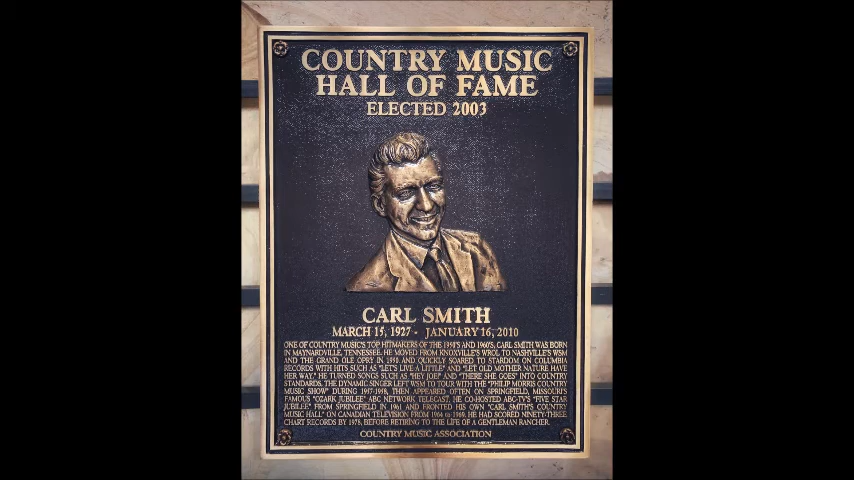 COUNTRY MUSIC
HALL OF FAME
ELECTED 2003
CARL SMITH
MARCH 15, 1927 - JANUARY 16, 2010
ONE OF COUNTRY MUSIC'S TOP HITMAKERS OF THE 1950'S AND 1960'S, CARL SMITH WAS BORN
IN MAYNARDVILLE, TENNESSEE. HE MOVED FROM KNOXVILLE'S WROL TO NASHVILLE'S WSM
AND THE GRAND OLE OPRY IN 1950, AND QUICKLY SOARED TO STARDOM ON COLUMBIA
RECORDS WITH HITS SUCH AS "LET'S LIVE A LITTLE" AND "LET OLD MOTHER NATURE HAVE
HER WAY." HE TURNED SONGS SUCH AS "HEY JOE!" AND "THERE SHE GOES" INTO COUNTRY
STANDARDS. THE DYNAMIC SINGER LEFT WSM TO TOUR WITH THE "PHILIP MORRIS COUNTRY
MUSIC SHOW" DURING 1957-1958, THEN APPEARED OFTEN ON SPRINGFIELD, MISSOURI'S
FAMOUS "OZARK JUBILEE" ABC NETWORK TELECAST. HE CO-HOSTED ABC-TV'S "FIVE STAR
JUBILEE" FROM SPRINGFIELD IN 1961 AND FRONTED HIS OWN "CARL SMITH'S COUNTRY
MUSIC HALL" ON CANADIAN TELEVISION FROM 1964 to 1969. HE HAD SCORED NINETY-THREE
CHART RECORDS BY 1978, BEFORE RETIRING TO THE LIFE OF A GENTLEMAN RANCHER.
COUNTRY MUSIC ASSOCIATION